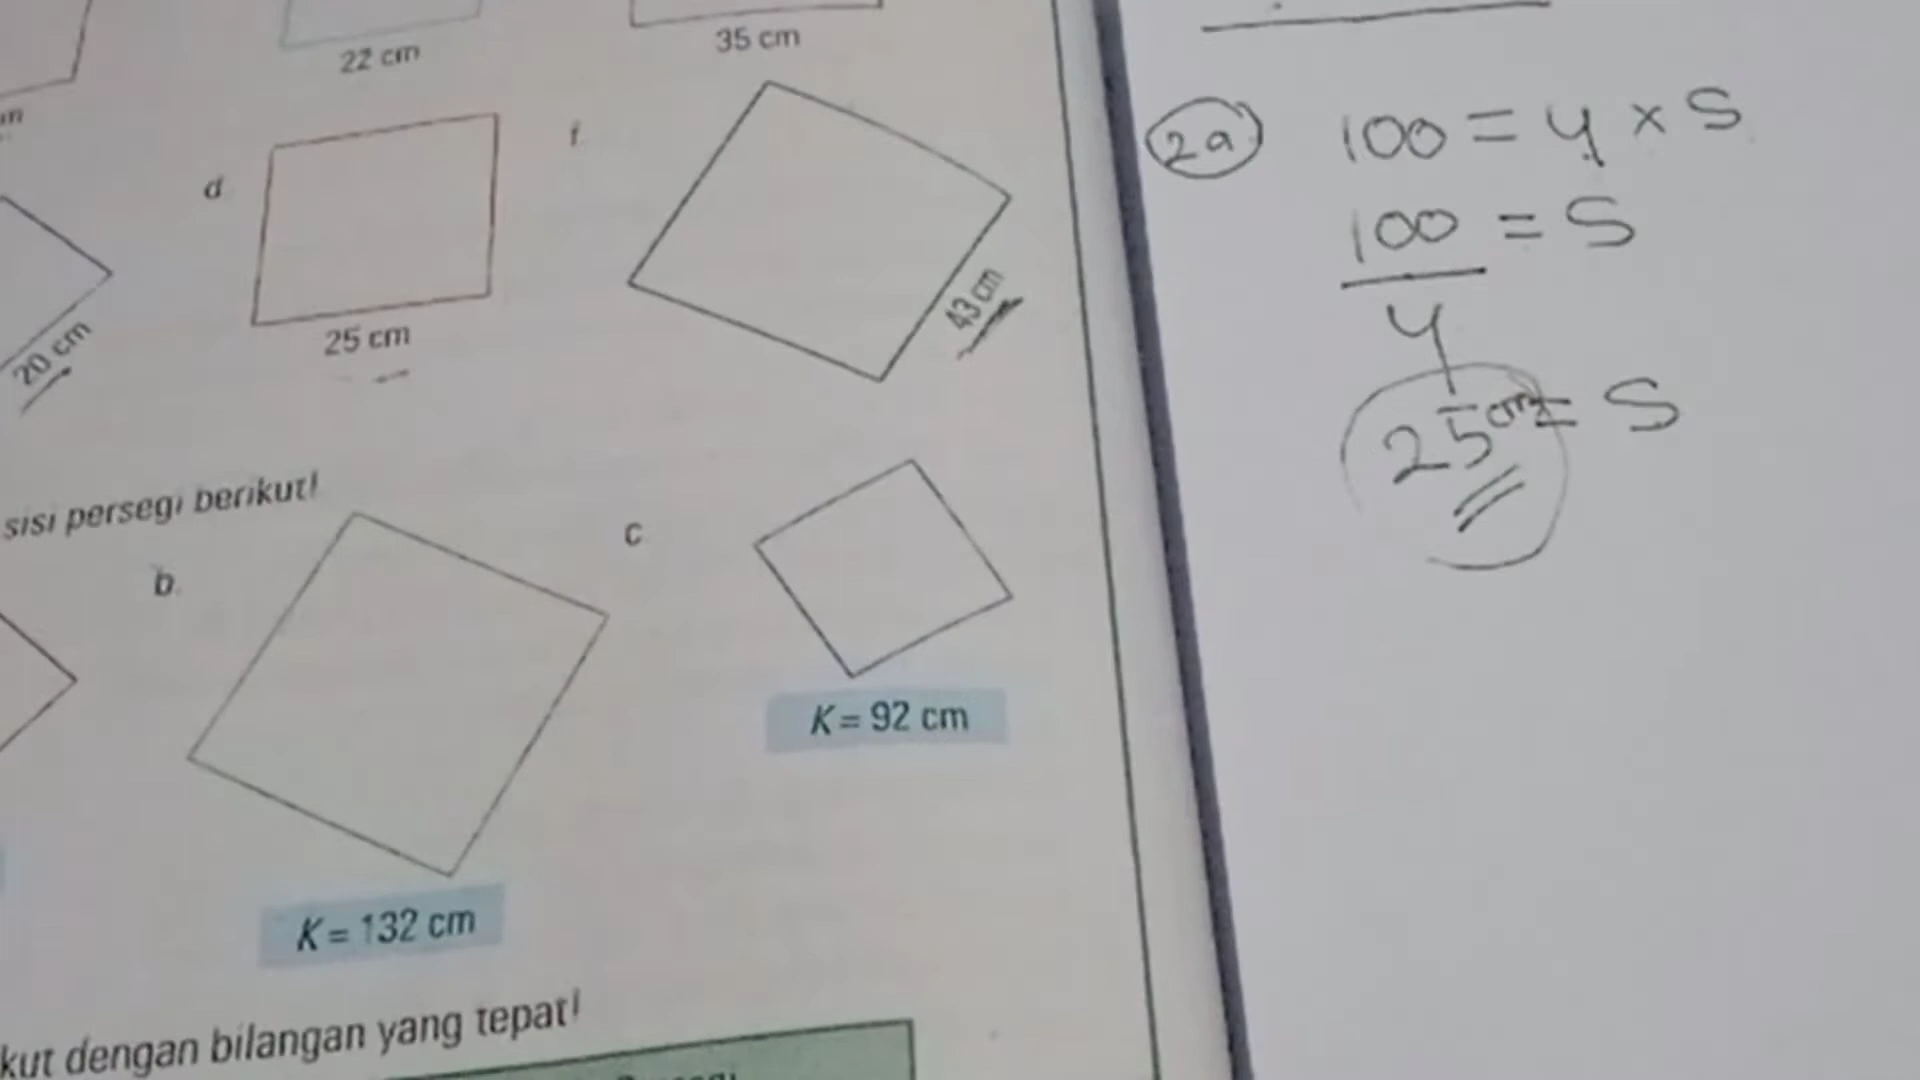 22 cm
35 cm
d.
f.
20 cm
25 cm
43 cm
sisi persegi berikut!
b.
c.
K = 132 cm
K = 92 cm
kut dengan bilangan yang tepat!
2a
100 = 4 x S
100 = S
4
25 cm = S